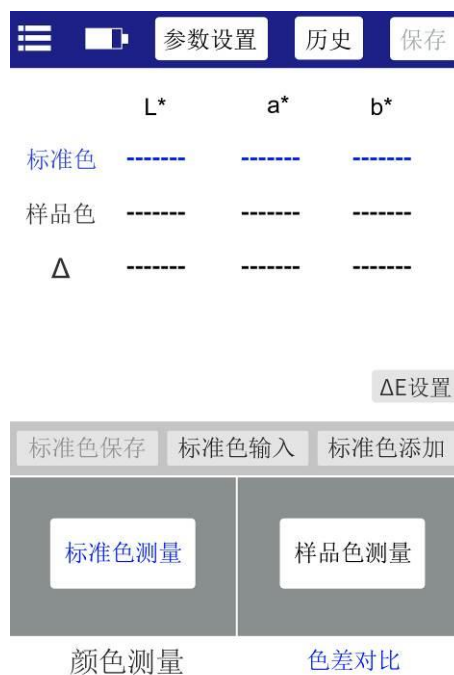 参数设置 历史 保存
L* a* b*
标准色 ------- ------- -------
样品色 ------- ------- -------
Δ ------- ------- -------
ΔE设置
标准色保存 标准色输入 标准色添加
标准色测量 样品色测量
颜色测量 色差对比